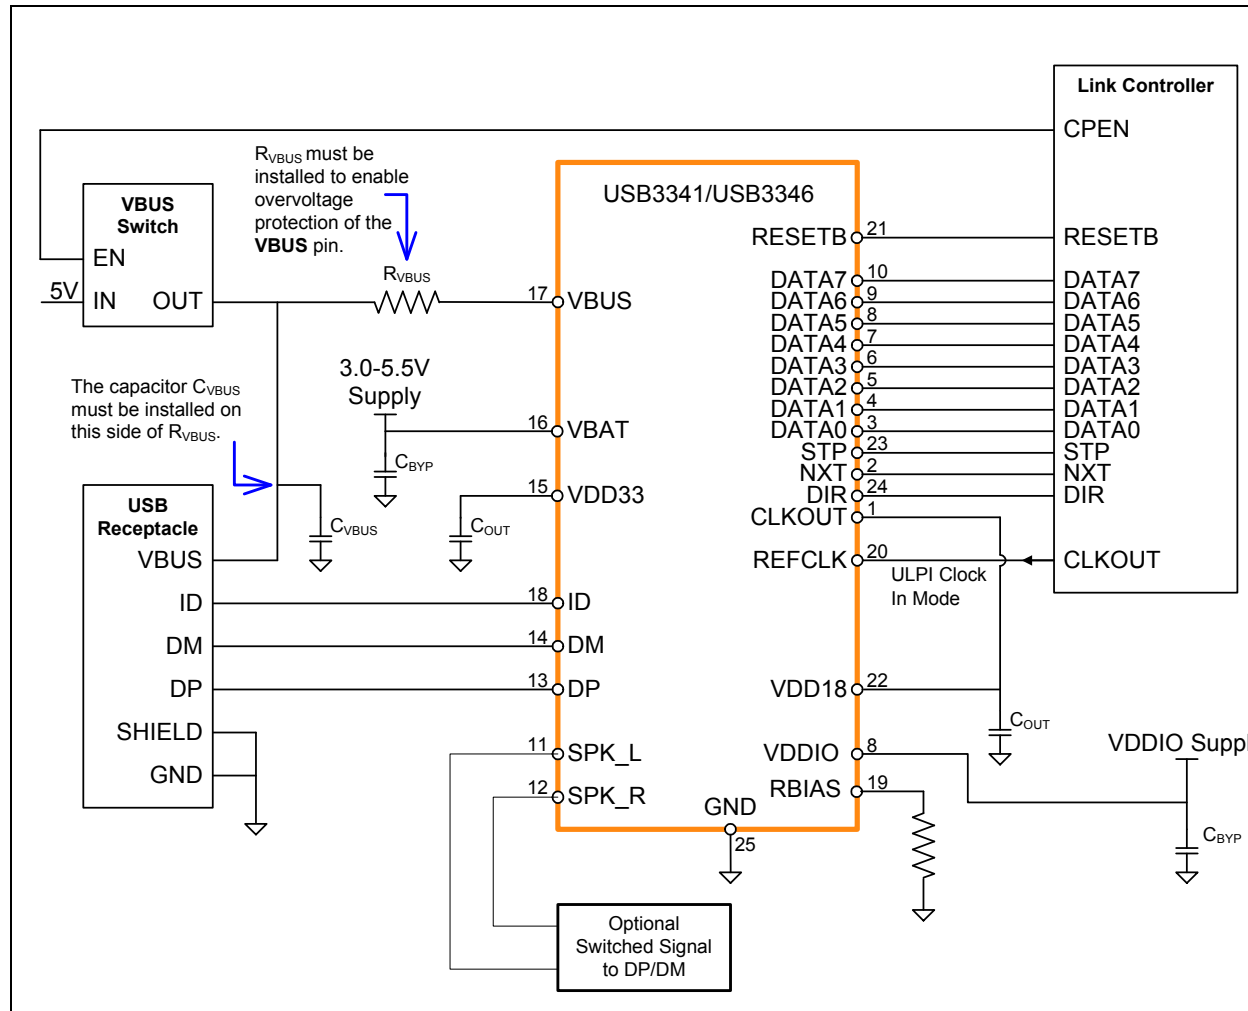 Link Controller
CPEN
RESETB
DATA7
DATA6
DATA5
DATA4
DATA3
DATA2
DATA1
DATA0
STP
NXT
DIR
CLKOUT
RVBUS must be
installed to enable
overvoltage
protection of the
VBUS pin.
VBUS
Switch
EN
5V
IN
OUT
RVBUS
The capacitor CVBUS
must be installed on
this side of RVBUS.
3.0-5.5V
Supply
CBYP
COUT
CVBUS
USB
Receptacle
VBUS
ID
DM
DP
SHIELD
GND
USB3341/USB3346
17 VBUS
16 VBAT
15 VDD33
18 ID
14 DM
13 DP
11 SPK_L
12 SPK_R
GND
25
RESETB 21
DATA7 10
DATA6 9
DATA5 8
DATA4 7
DATA3 6
DATA2 5
DATA1 4
DATA0 3
STP 23
NXT 2
DIR 24
CLKOUT 1
REFCLK 20
VDD18 22
VDDIO 8
RBIAS 19
ULPI Clock
In Mode
COUT
VDDIO Suppl
CBYP
Optional
Switched Signal
to DP/DM